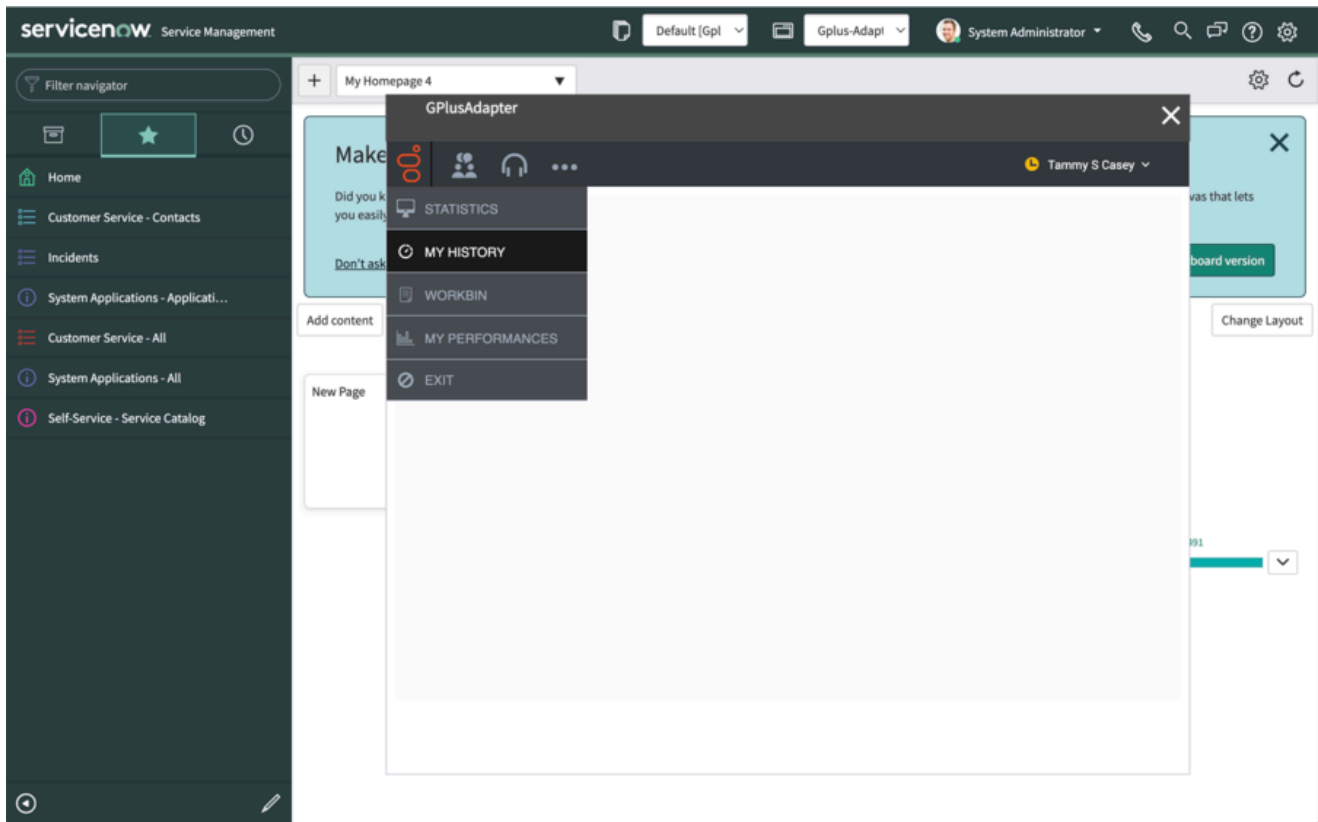 servicenow. Service Management
Default [Gpl
Gplus-Adapt
System Administrator
Filter navigator
Home
Customer Service - Contacts
Incidents
System Applications - Applicati...
Customer Service - All
System Applications - All
Self-Service - Service Catalog
My Homepage 4
Make
Did you k
you easily
Don't ask
vas that lets
board version
Add content
Change Layout
New Page
GPlusAdapter
Tammy S Casey
STATISTICS
MY HISTORY
WORKBIN
MY PERFORMANCES
EXIT